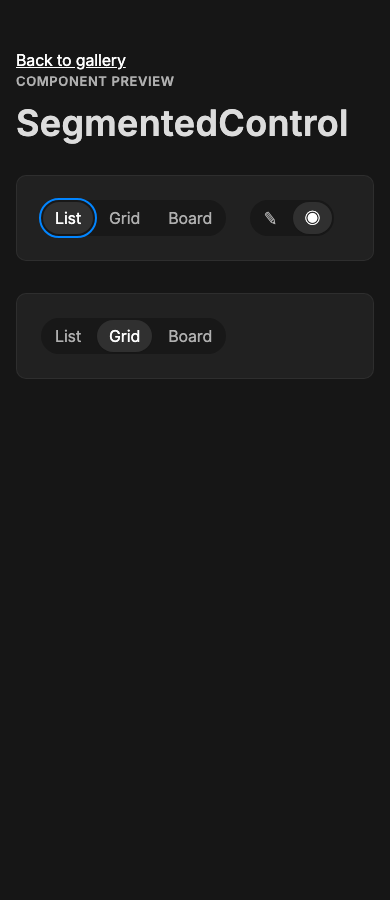 Back to gallery
COMPONENT PREVIEW
SegmentedControl
List Grid Board ✎ ◉
List Grid Board